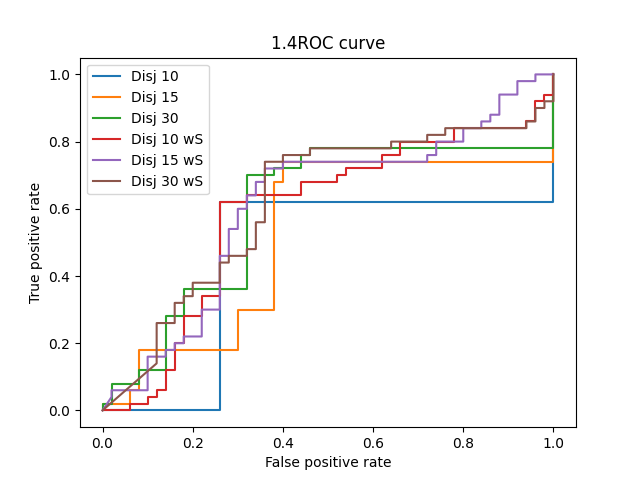 1.4ROC curve
Disj 10
Disj 15
Disj 30
Disj 10 wS
Disj 15 wS
Disj 30 wS
True positive rate
1.0
0.8
0.6
0.4
0.2
0.0
0.0 0.2 0.4 0.6 0.8 1.0
False positive rate